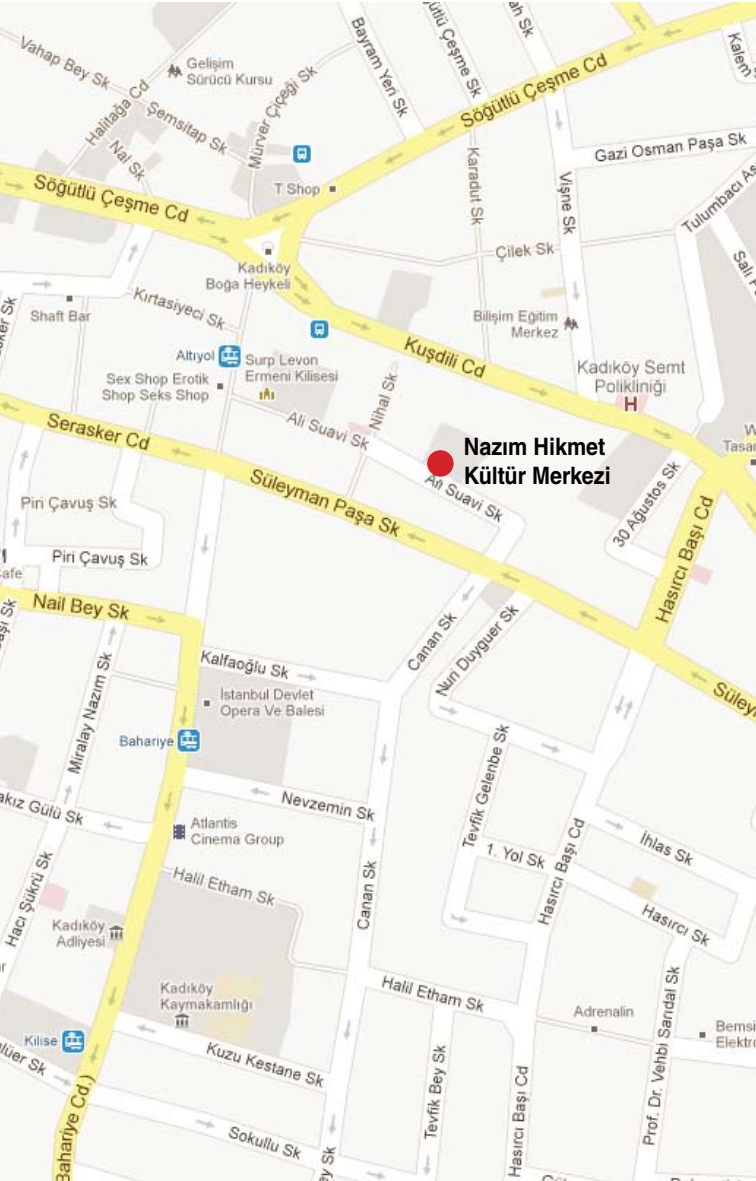 Vahap Bey Sk
Gelişim
Sürücü Kursu
Bayram Yeri Sk
Söğütlü Çeşme Cd
Halitağa Cd
Şemsitap Sk
Mürver Çiçeği Sk
Nal Sk
Gazi Osman Paşa Sk
Karadut Sk
Vişne Sk
T Shop
Söğütlü Çeşme Cd
Çilek Sk
Kadıköy
Boğa Heykeli
Kırtasiyeci Sk
Shaft Bar
Bilişim Eğitim
Merkez
Altıyol
Surp Levon
Ermeni Kilisesi
Kuşdili Cd
Kadıköy Semt
Polikliniği
H
Sex Shop Erotik
Shop Seks Shop
Nihal Sk
Ali Suavi Sk
Serasker Cd
Nazım Hikmet
Kültür Merkezi
Ali Suavi Sk
Süleyman Paşa Sk
Piri Çavuş Sk
30 Ağustos Sk
Hasırcı Başı Cd
Piri Çavuş Sk
Nail Bey Sk
Canan Sk
Nuri Duyguer Sk
Kalfaoğlu Sk
İstanbul Devlet
Opera Ve Balesi
Miralay Nazım Sk
Bahariye
Tevfik Gelenbe Sk
Nevzemin Sk
Atlantis
Cinema Group
İhlas Sk
1. Yol Sk
Hasırcı Başı Cd
Halil Etham Sk
Canan Sk
Hacı Şükrü Sk
Hasırcı Sk
Kadıköy
Adliyesi
Kadıköy
Kaymakamlığı
Halil Etham Sk
Adrenalin
Prof. Dr. Vehbi Sarıdal Sk
Kilise
Kuzu Kestane Sk
Tevfik Bey Sk
Hasırcı Başı Cd
Sokullu Sk
Bahariye Cd.)